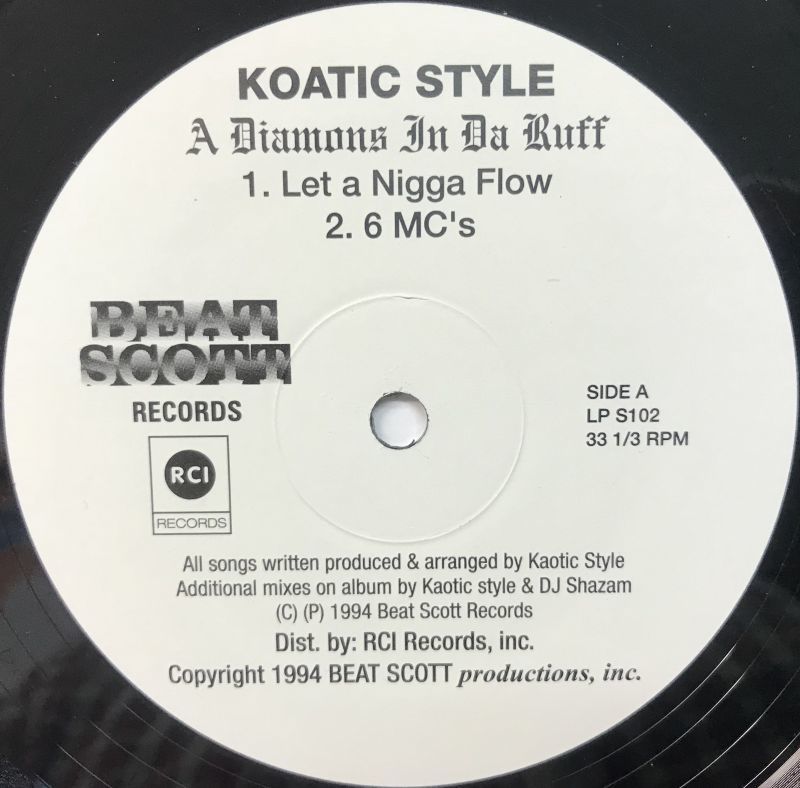 KOATIC STYLE
A Diamons In Da Ruff
1. Let a Nigga Flow
2. 6 MC's
BEAT
SCOTT
RECORDS
RCI
RECORDS
SIDE A
LP S102
33 1/3 RPM
All songs written produced & arranged by Kaotic Style
Additional mixes on album by Kaotic style & DJ Shazam
(C) (P) 1994 Beat Scott Records
Dist. by: RCI Records, inc.
Copyright 1994 BEAT SCOTT productions, inc.